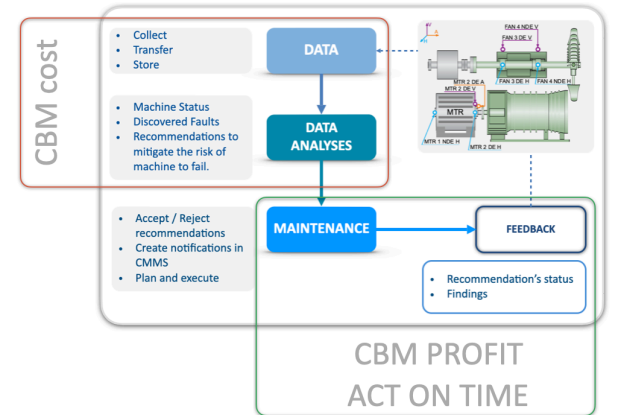 CBM cost
Collect
Transfer
Store
DATA
Machine Status
Discovered Faults
Recommendations to
mitigate the risk of
machine to fail.
DATA
ANALYSES
FAN 4 NDE V
FAN 3 DE V
FAN 3 DE H
FAN 4 NDE H
MTR 2 DE A
MTR 2 DE V
MTR
MTR 1 NDE H
MTR 2 DE H
Accept / Reject
recommendations
Create notifications in
CMMS
Plan and execute
MAINTENANCE
FEEDBACK
Recommendation's status
Findings
CBM PROFIT
ACT ON TIME